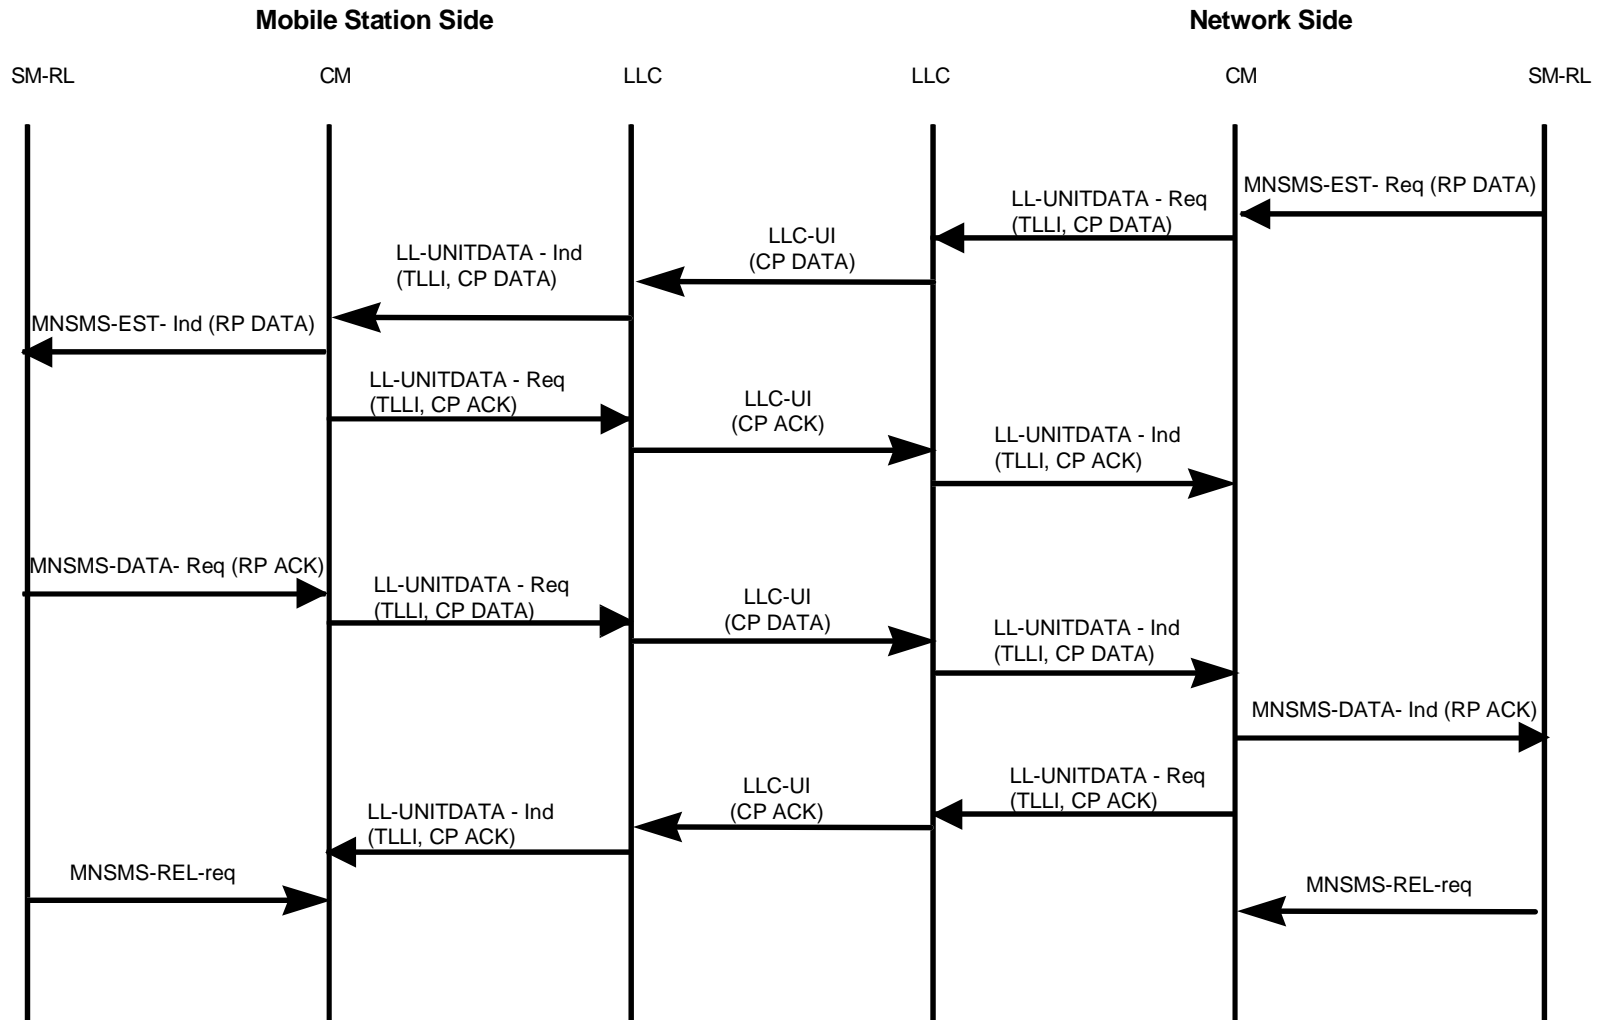 Mobile Station Side
Network Side
SM-RL
CM
LLC
LLC
CM
SM-RL
MNSMS-EST- Req (RP DATA)
LL-UNITDATA - Req
(TLLI, CP DATA)
LLC-UI
(CP DATA)
LL-UNITDATA - Ind
(TLLI, CP DATA)
MNSMS-EST- Ind (RP DATA)
LL-UNITDATA - Req
(TLLI, CP ACK)
LLC-UI
(CP ACK)
LL-UNITDATA - Ind
(TLLI, CP ACK)
MNSMS-DATA- Req (RP ACK)
LL-UNITDATA - Req
(TLLI, CP DATA)
LLC-UI
(CP DATA)
LL-UNITDATA - Ind
(TLLI, CP DATA)
MNSMS-DATA- Ind (RP ACK)
LL-UNITDATA - Req
(TLLI, CP ACK)
LLC-UI
(CP ACK)
LL-UNITDATA - Ind
(TLLI, CP ACK)
MNSMS-REL-req
MNSMS-REL-req